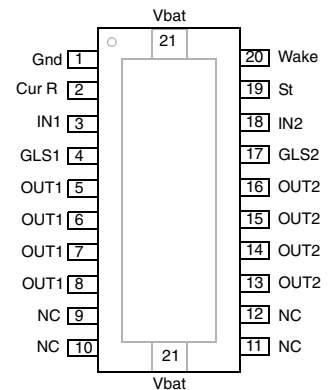 Vbat
21
Gnd 1 20 Wake
Cur R 2 19 St
IN1 3 18 IN2
GLS1 4 17 GLS2
OUT1 5 16 OUT2
OUT1 6 15 OUT2
OUT1 7 14 OUT2
OUT1 8 13 OUT2
NC 9 12 NC
NC 10 11 NC
21
Vbat